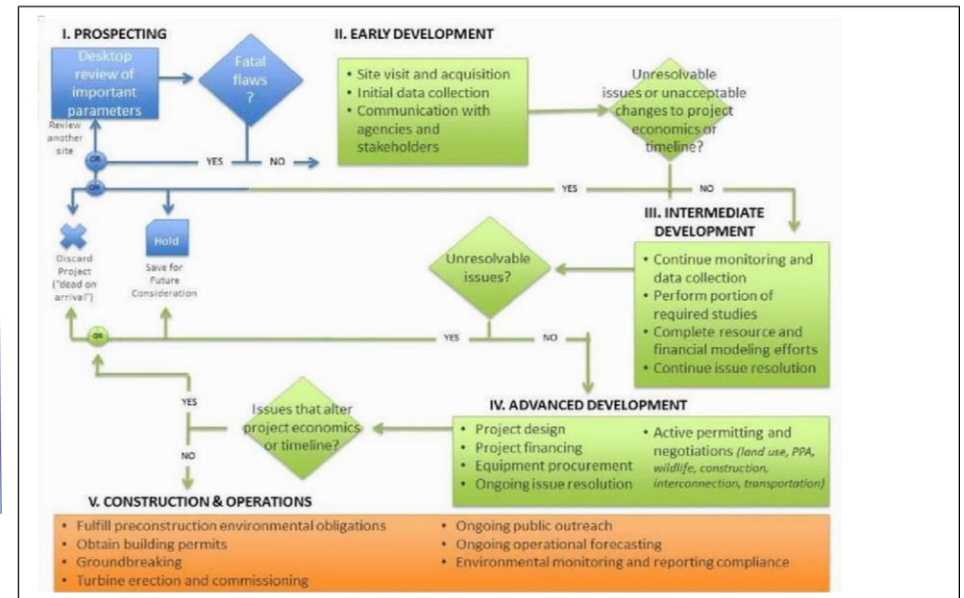 I. PROSPECTING
Desktop
review of
important
parameters
Fatal
flaws
?
Review
another
site
OR
OR
YES
NO
II. EARLY DEVELOPMENT
• Site visit and acquisition
• Initial data collection
• Communication with
agencies and
stakeholders
Unresolvable
issues or unacceptable
changes to project
economics or
timeline?
YES
NO
Discard
Project
("dead on
arrival")
Hold
Save for
Future
Consideration
III. INTERMEDIATE
DEVELOPMENT
• Continue monitoring and
data collection
• Perform portion of
required studies
• Complete resource and
financial modeling efforts
• Continue issue resolution
Unresolvable
issues?
OR
YES
NO
IV. ADVANCED DEVELOPMENT
• Project design
• Project financing
• Equipment procurement
• Ongoing issue resolution
• Active permitting and
negotiations (land use, PPA,
wildlife, construction,
interconnection, transportation)
Issues that alter
project economics
or timeline?
YES
NO
V. CONSTRUCTION & OPERATIONS
• Fulfill preconstruction environmental obligations
• Obtain building permits
• Groundbreaking
• Turbine erection and commissioning
• Ongoing public outreach
• Ongoing operational forecasting
• Environmental monitoring and reporting compliance